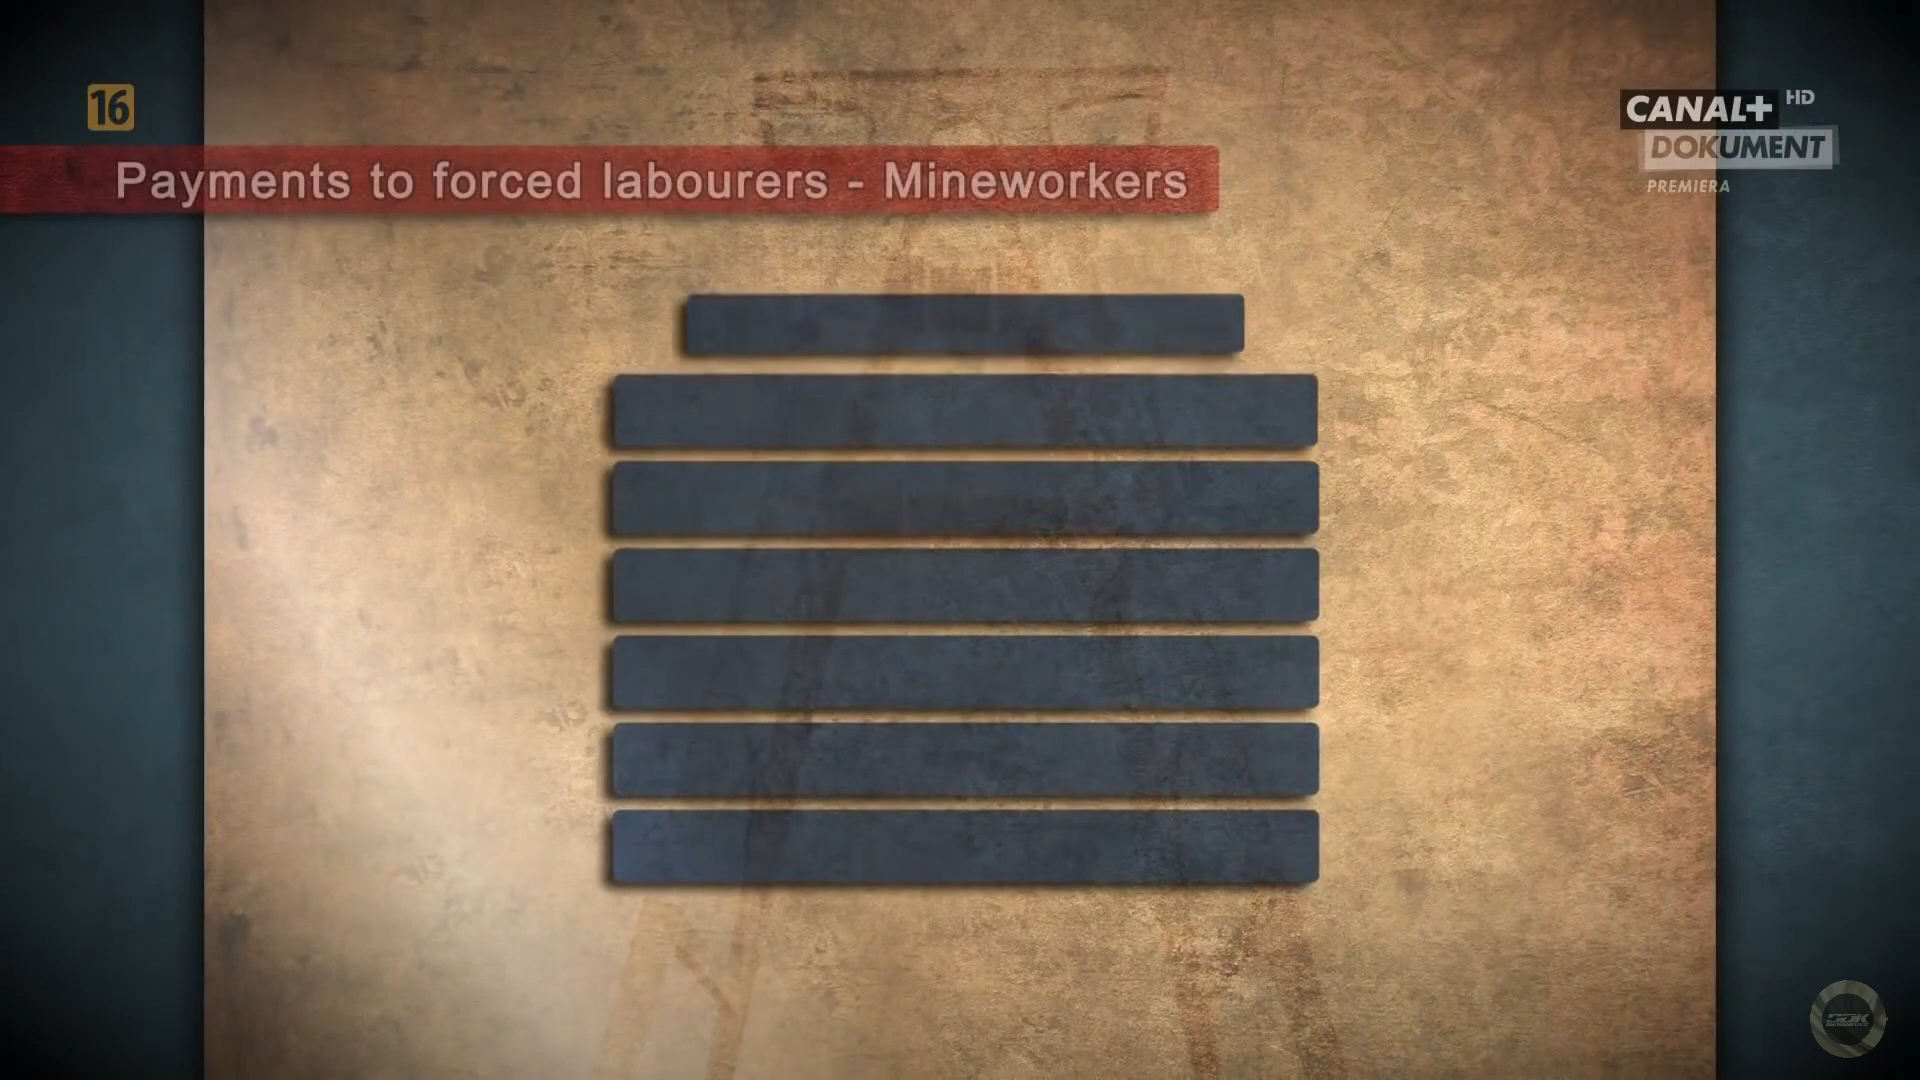 16
CANAL+ HD
DOKUMENT
PREMIERA
Payments to forced labourers - Mineworkers